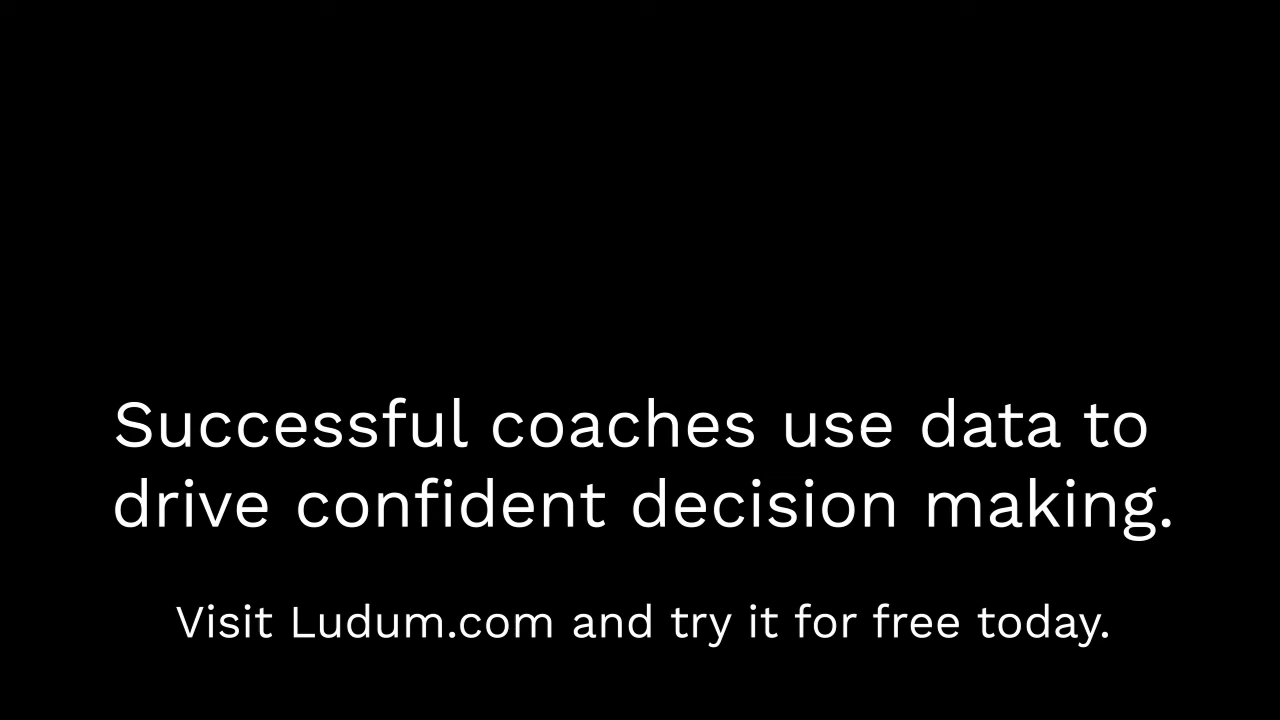 Successful coaches use data to
drive confident decision making.
Visit Ludum.com and try it for free today.